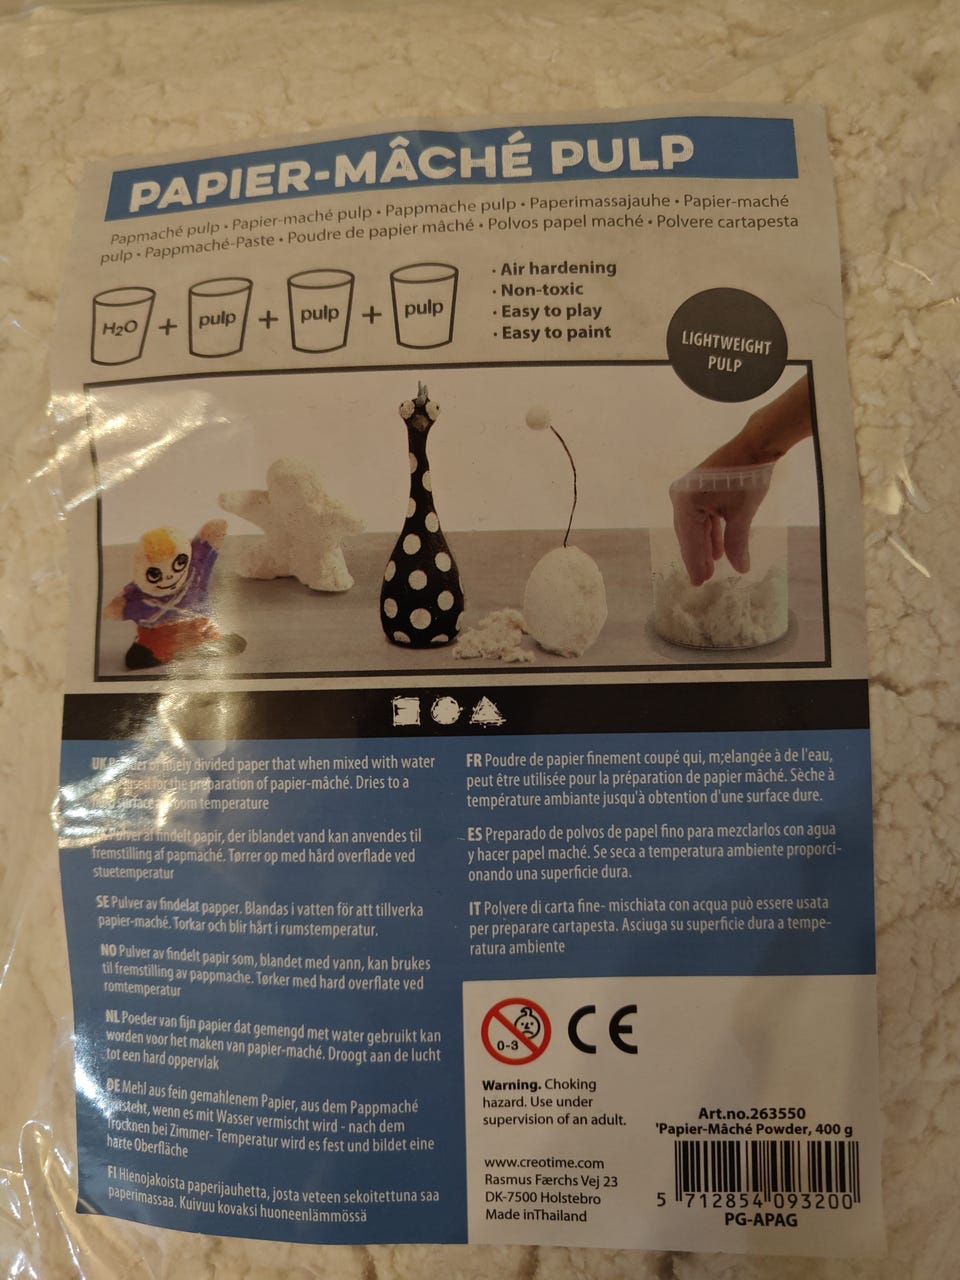 PAPIER-MÂCHÉ PULP
Papmaché pulp • Papier-maché pulp • Pappmache pulp • Paperimassajauhe • Papier-maché
pulp • Pappmaché-Paste • Poudre de papier mâché • Polvos papel maché • Polvere cartapesta
H2O + pulp + pulp + pulp
• Air hardening
• Non-toxic
• Easy to play
• Easy to paint
LIGHTWEIGHT
PULP
UK Powder of finely divided paper that when mixed with water
used for the preparation of papier-mâché. Dries to a
surface room temperature
Pulver af findelt papir, der iblandet vand kan anvendes til
fremstilling af papmaché. Tørrer op med hård overflade ved
stuetemperatur
SE Pulver av findelat papper. Blandas i vatten för att tillverka
papier-maché. Torkar och blir hårt i rumstemperatur.
NO Pulver av findelt papir som, blandet med vann, kan brukes
til fremstilling av pappmache. Tørker med hard overflate ved
romtemperatur
NL Poeder van fijn papier dat gemengd met water gebruikt kan
worden voor het maken van papier-maché. Droogt aan de lucht
tot een hard oppervlak
DE Mehl aus fein gemahlenem Papier, aus dem Pappmaché
entsteht, wenn es mit Wasser vermischt wird - nach dem
Trocknen bei Zimmer- Temperatur wird es fest und bildet eine
harte Oberfläche
FI Hienojakoista paperijauhetta, josta veteen sekoitettuna saa
paperimassaa. Kuivuu kovaksi huoneenlämmössä
FR Poudre de papier finement coupé qui, m;elangée à de l'eau,
peut être utilisée pour la préparation de papier mâché. Sèche à
température ambiante jusqu'à obtention d'une surface dure.
ES Preparado de polvos de papel fino para mezclarlos con agua
y hacer papel maché. Se seca a temperatura ambiente proporci-
onando una superficie dura.
IT Polvere di carta fine- mischiata con acqua può essere usata
per preparare cartapesta. Asciuga su superficie dura a tempe-
ratura ambiente
0-3
CE
Warning. Choking
hazard. Use under
supervision of an adult.
www.creotime.com
Rasmus Færchs Vej 23
DK-7500 Holstebro
Made inThailand
Art.no.263550
'Papier-Mâché Powder, 400 g
5 712854 093200
PG-APAG